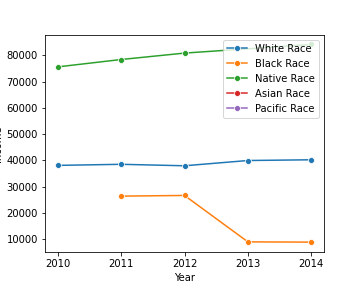 80000
70000
60000
50000
40000
30000
20000
10000
White Race
Black Race
Native Race
Asian Race
Pacific Race
2010 2011 2012 2013 2014
Year